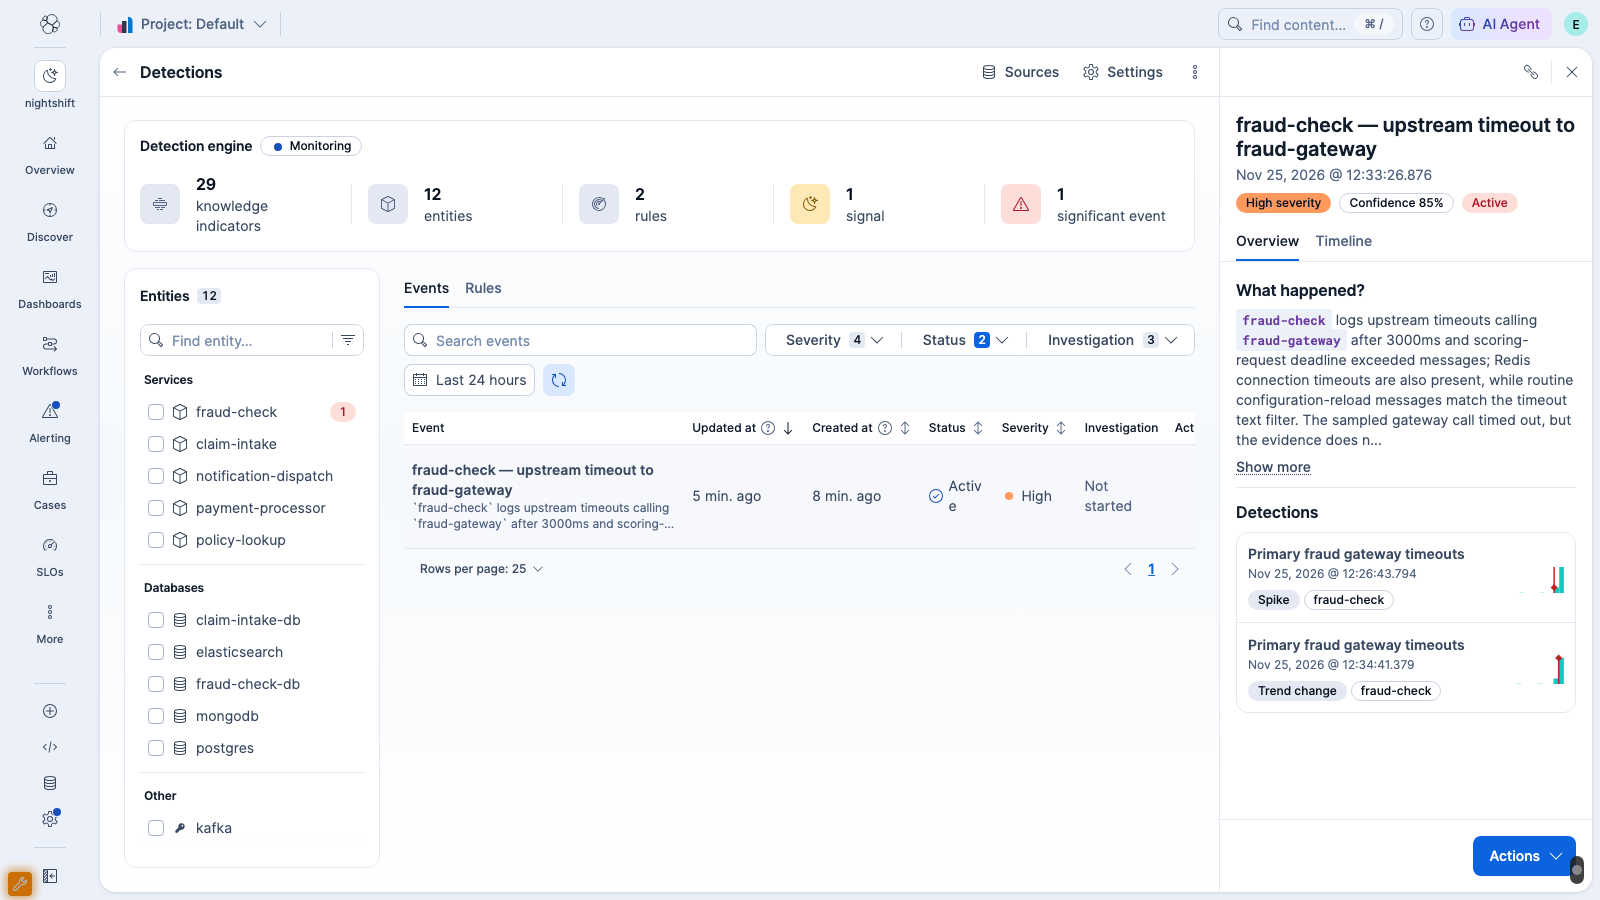 Project: Default
Find content...
⌘ /
AI Agent
E
nightshift
Overview
Discover
Dashboards
Workflows
Alerting
Cases
SLOs
More
Detections
Sources
Settings
Detection engine
Monitoring
29
knowledge
indicators
12
entities
2
rules
1
signal
1
significant event
Entities 12
Find entity...
Services
fraud-check 1
claim-intake
notification-dispatch
payment-processor
policy-lookup
Databases
claim-intake-db
elasticsearch
fraud-check-db
mongodb
postgres
Other
kafka
Events Rules
Search events
Severity 4
Status 2
Investigation 3
Last 24 hours
Event Updated at Created at Status Severity Investigation Act
fraud-check — upstream timeout to
fraud-gateway
`fraud-check` logs upstream timeouts calling
`fraud-gateway` after 3000ms and scoring-...
5 min. ago
8 min. ago
Activ
e
High
Not
started
Rows per page: 25
1
fraud-check — upstream timeout to
fraud-gateway
Nov 25, 2026 @ 12:33:26.876
High severity Confidence 85% Active
Overview Timeline
What happened?
fraud-check logs upstream timeouts calling
fraud-gateway after 3000ms and scoring-
request deadline exceeded messages; Redis
connection timeouts are also present, while routine
configuration-reload messages match the timeout
text filter. The sampled gateway call timed out, but
the evidence does n...
Show more
Detections
Primary fraud gateway timeouts
Nov 25, 2026 @ 12:26:43.794
Spike fraud-check
Primary fraud gateway timeouts
Nov 25, 2026 @ 12:34:41.379
Trend change fraud-check
Actions